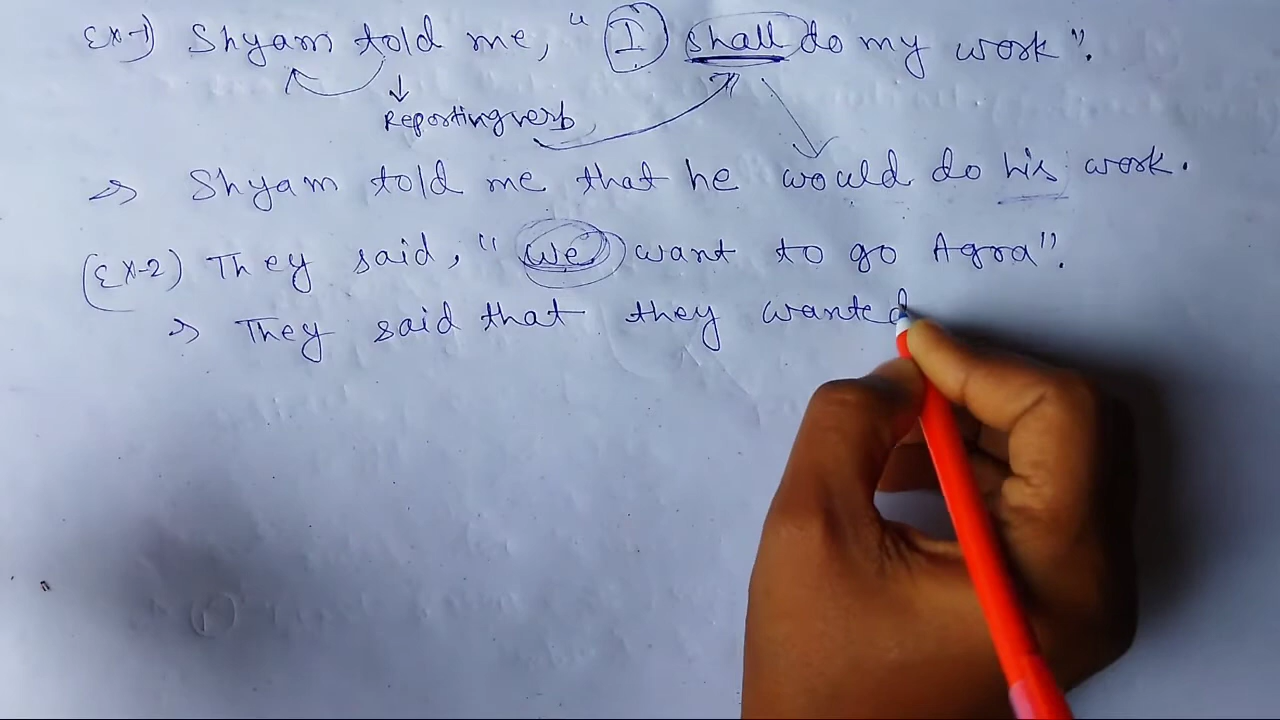 Ex-1) Shyam told me, "I shall do my work".
Reporting verb
⇒ Shyam told me that he would do his work.
(Ex-2) They said, "we want to go Agra".
⇒ They said that they wanted